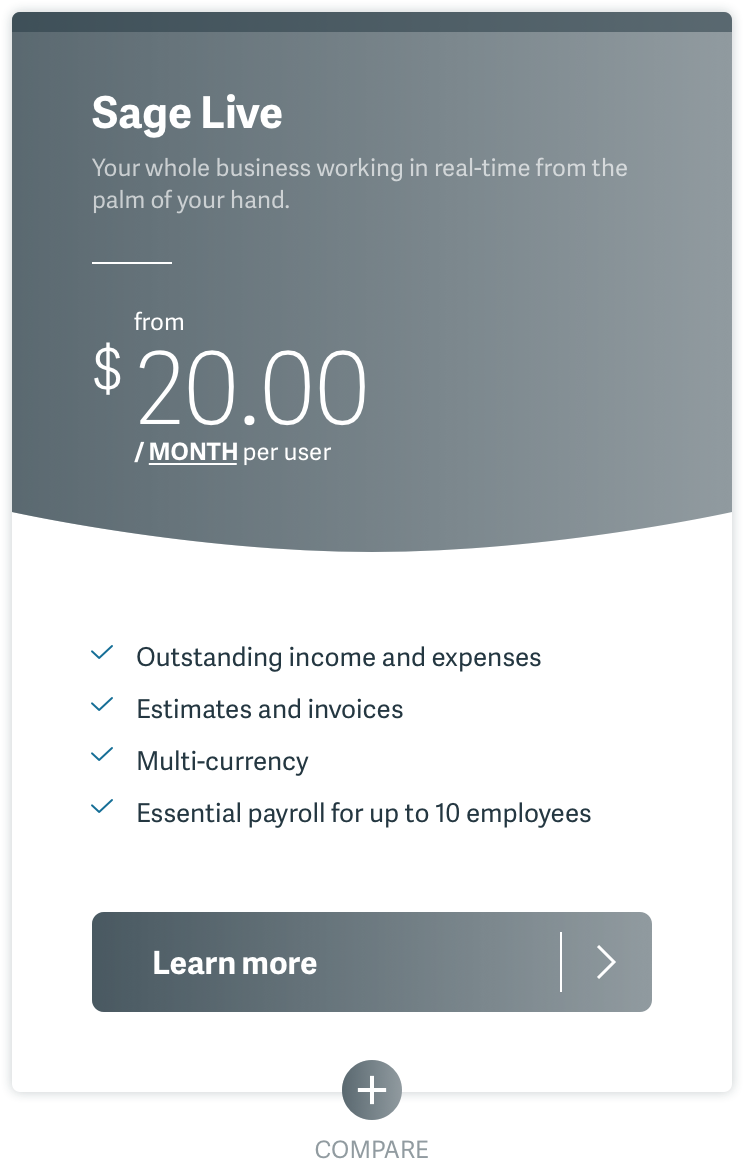 Sage Live
Your whole business working in real-time from the
palm of your hand.
from
$ 20.00
/ MONTH per user
Outstanding income and expenses
Estimates and invoices
Multi-currency
Essential payroll for up to 10 employees
Learn more
COMPARE